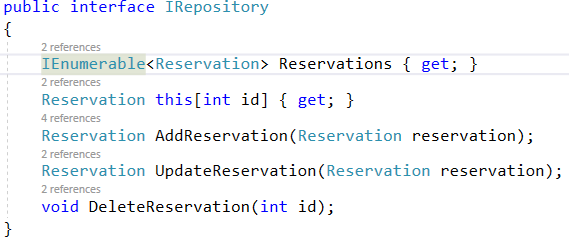 public interface IRepository
{
2 references
IEnumerable<Reservation> Reservations { get; }
2 references
Reservation this[int id] { get; }
4 references
Reservation AddReservation(Reservation reservation);
2 references
Reservation UpdateReservation(Reservation reservation);
2 references
void DeleteReservation(int id);
}